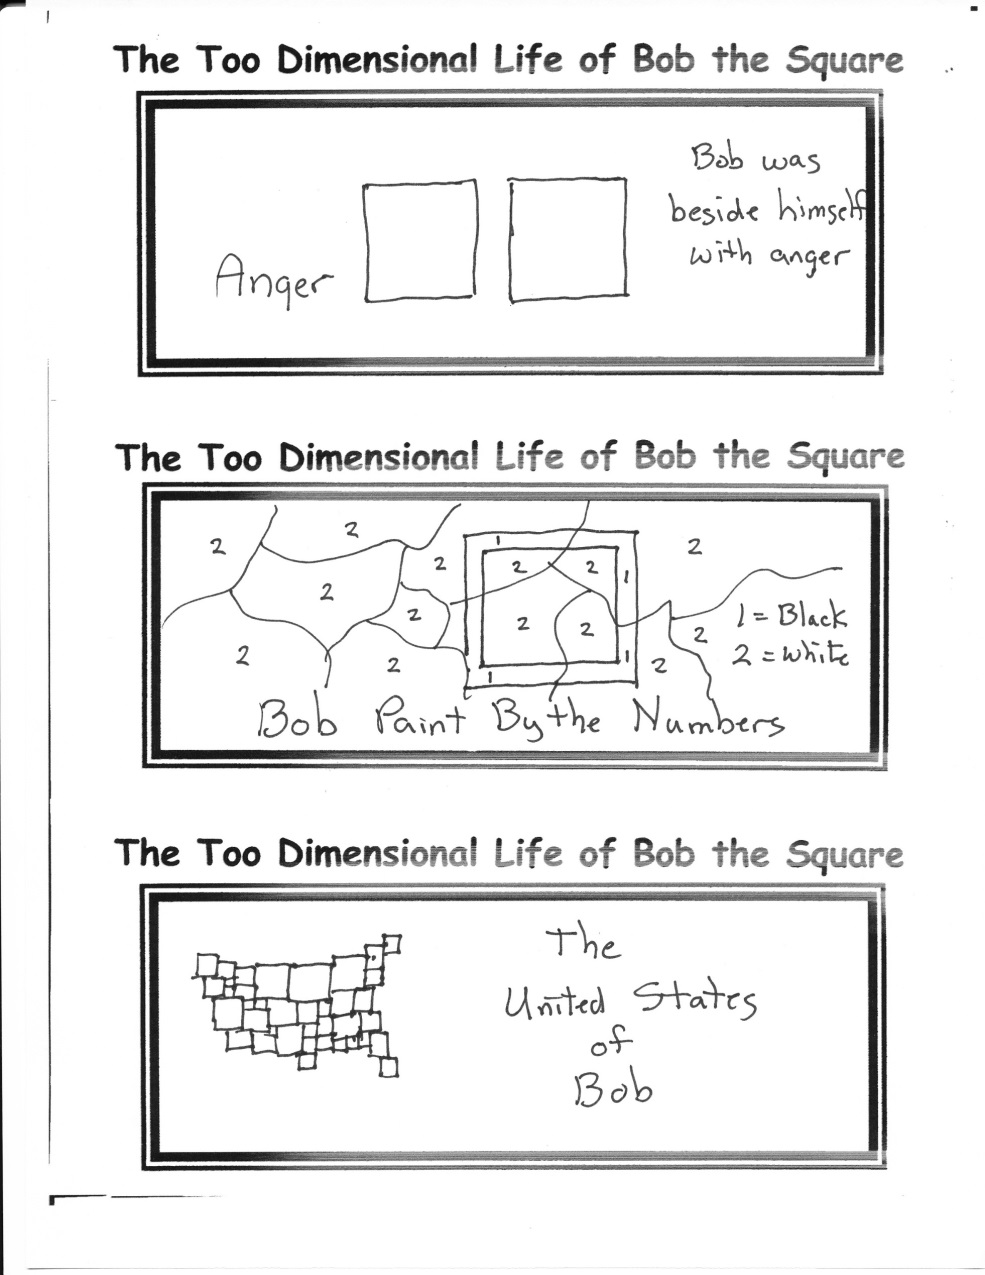 The Too Dimensional Life of Bob the Square
Bob was
beside himself
with anger
Anger
The Too Dimensional Life of Bob the Square
2
2
2
2
2
2
2
1
2
2
1
2
2
1
1
2
2
2
1 = Black
2 = white
Bob Paint By the Numbers
The Too Dimensional Life of Bob the Square
The
United States
of
Bob